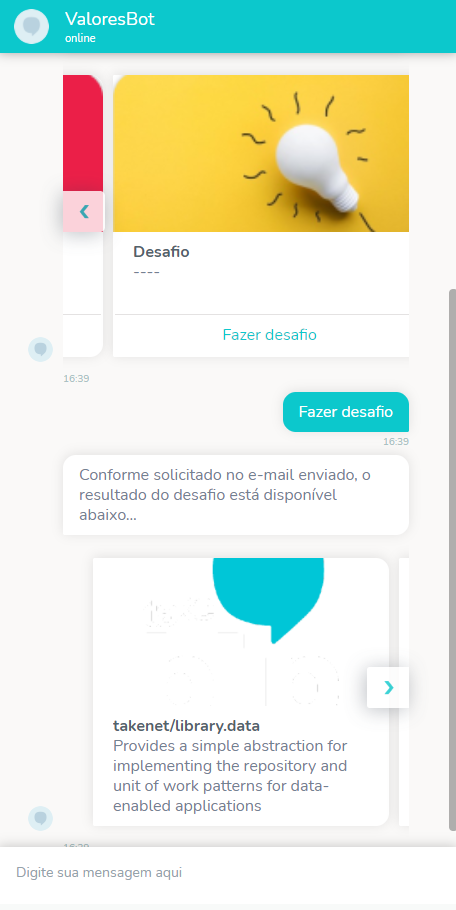 ValoresBot
online
Desafio
----
Fazer desafio
16:39
Fazer desafio
16:39
Conforme solicitado no e-mail enviado, o
resultado do desafio está disponível
abaixo...
takenet/library.data
Provides a simple abstraction for
implementing the repository and
unit of work patterns for data-
enabled applications
16:39
Digite sua mensagem aqui